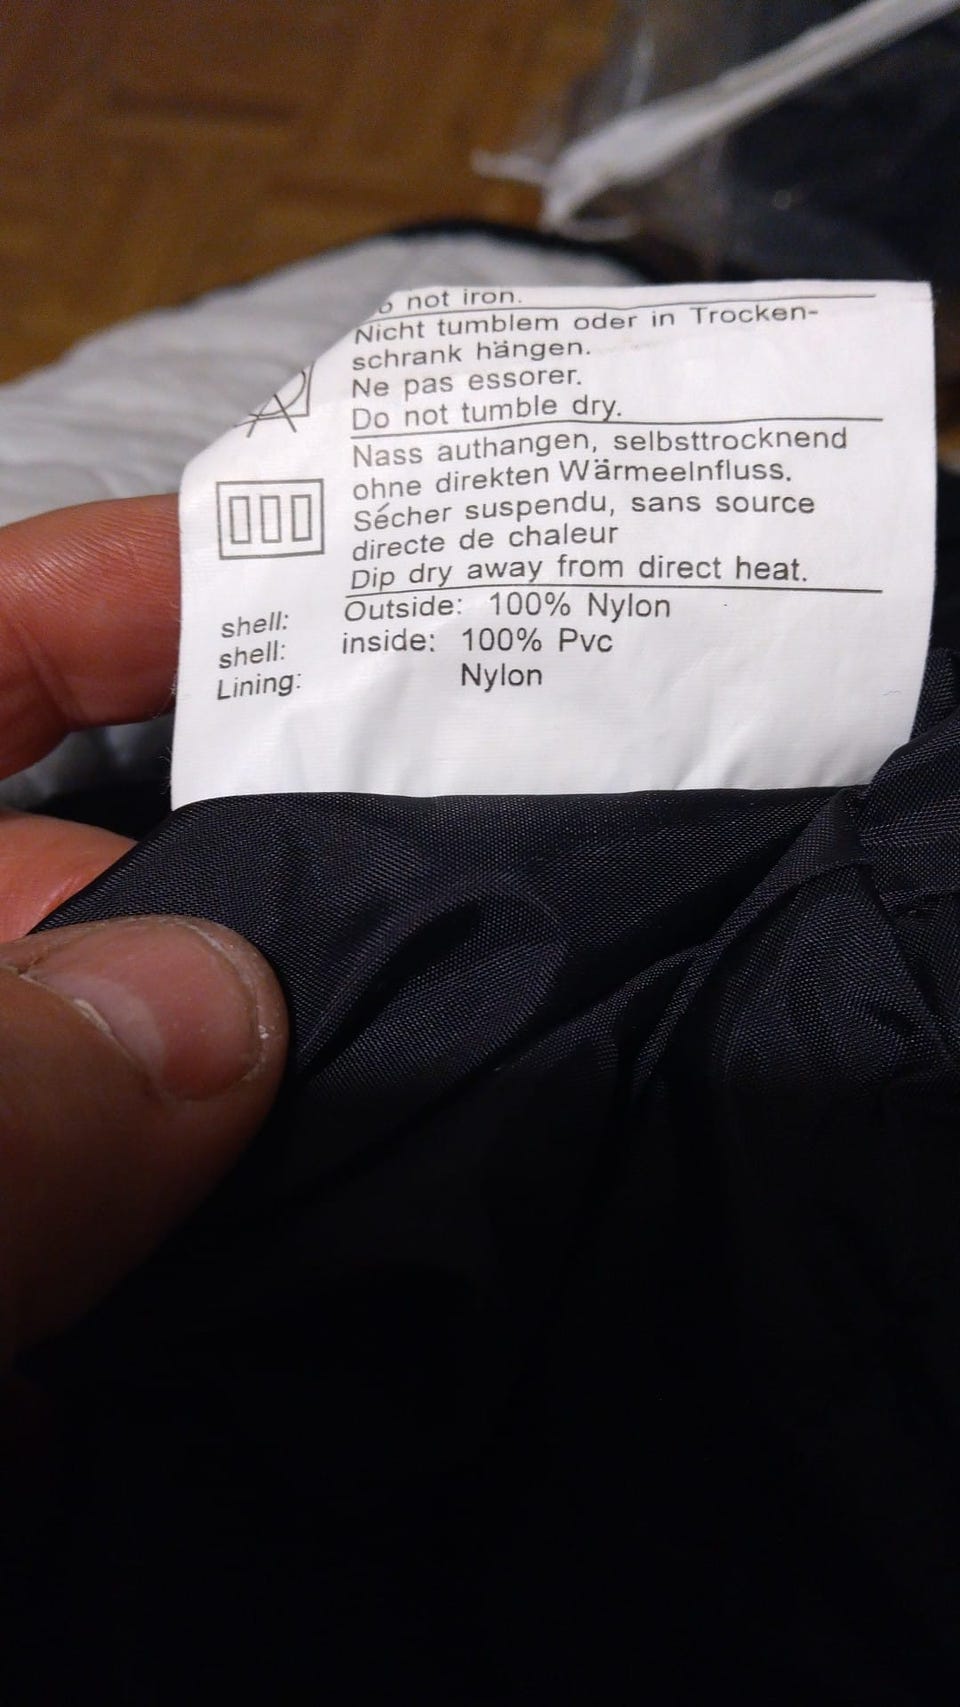 not iron.
Nicht tumblem oder in Trocken-
schrank hängen.
Ne pas essorer.
Do not tumble dry.
Nass authangen, selbsttrocknend
ohne direkten Wärmeelnfluss.
Sécher suspendu, sans source
directe de chaleur
Dip dry away from direct heat.
shell: Outside: 100% Nylon
shell: inside: 100% Pvc
Lining: Nylon